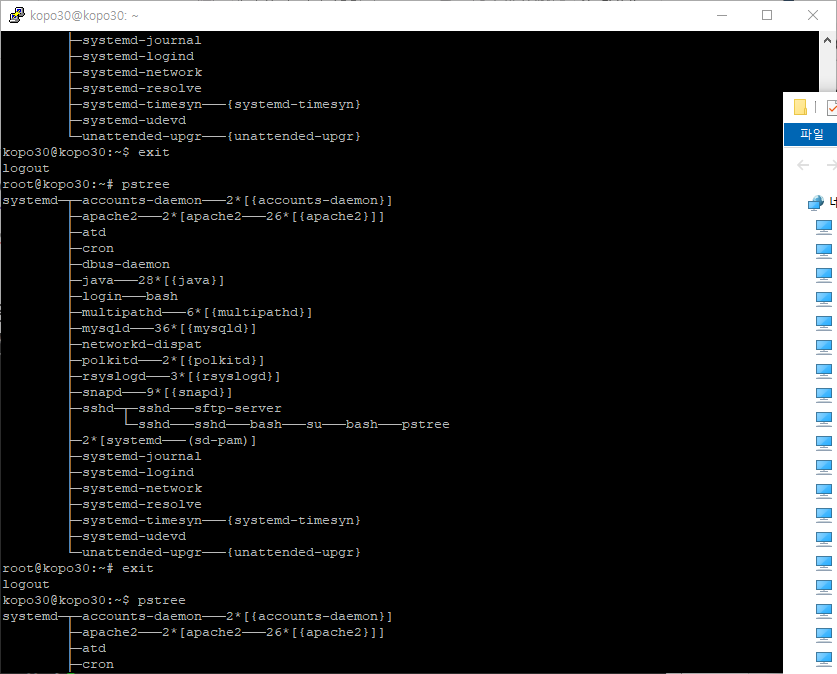 kopo30@kopo30: ~
├─systemd-journal
├─systemd-logind
├─systemd-network
├─systemd-resolve
├─systemd-timesyn───{systemd-timesyn}
├─systemd-udevd
└─unattended-upgr───{unattended-upgr}
kopo30@kopo30:~$ exit
logout
root@kopo30:~# pstree
systemd─┬─accounts-daemon───2*[{accounts-daemon}]
├─apache2───2*[apache2───26*[{apache2}]]
├─atd
├─cron
├─dbus-daemon
├─java───28*[{java}]
├─login───bash
├─multipathd───6*[{multipathd}]
├─mysqld───36*[{mysqld}]
├─networkd-dispat
├─polkitd───2*[{polkitd}]
├─rsyslogd───3*[{rsyslogd}]
├─snapd───9*[{snapd}]
├─sshd─┬─sshd───sftp-server
│      └─sshd───sshd───bash───su───bash───pstree
├─2*[systemd───(sd-pam)]
├─systemd-journal
├─systemd-logind
├─systemd-network
├─systemd-resolve
├─systemd-timesyn───{systemd-timesyn}
├─systemd-udevd
└─unattended-upgr───{unattended-upgr}
root@kopo30:~# exit
logout
kopo30@kopo30:~$ pstree
systemd─┬─accounts-daemon───2*[{accounts-daemon}]
├─apache2───2*[apache2───26*[{apache2}]]
├─atd
├─cron
파일